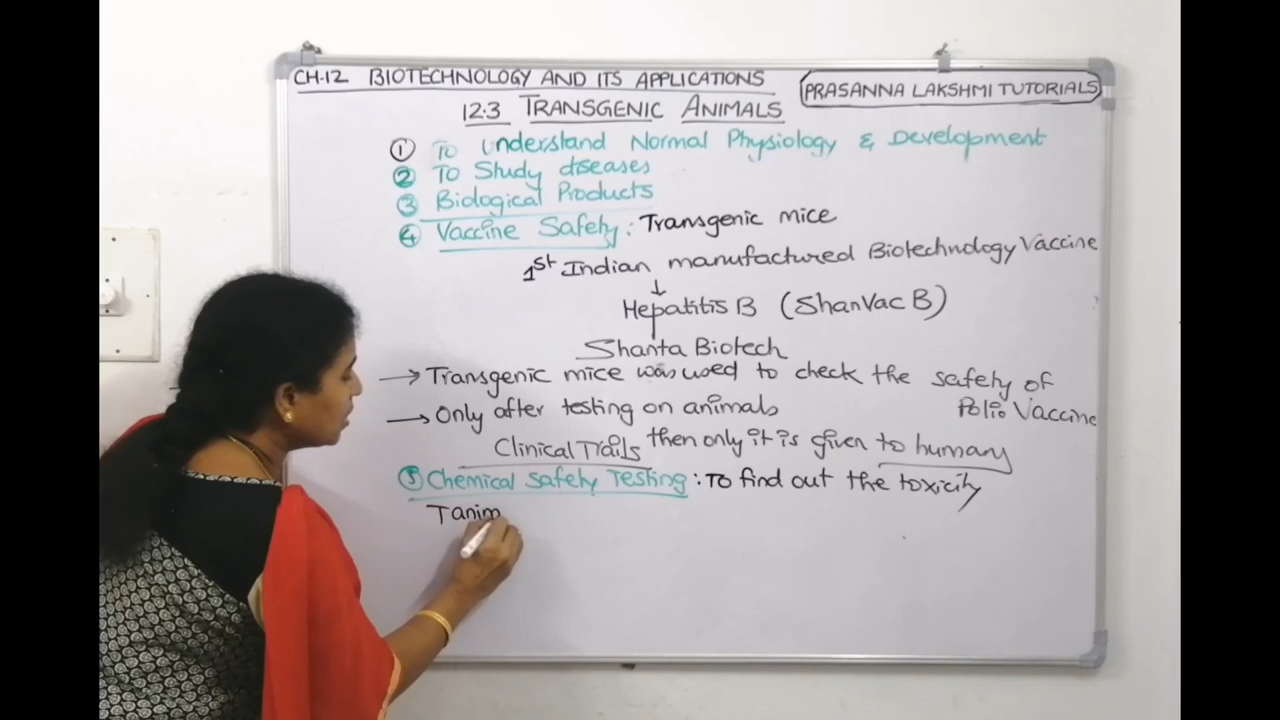 CH.12 BIOTECHNOLOGY AND ITS APPLICATIONS
PRASANNA LAKSHMI TUTORIALS
12.3 TRANSGENIC ANIMALS
① To Understand Normal Physiology & Development
② To Study diseases
③ Biological Products
④ Vaccine Safety : Transgenic mice
1st Indian manufactured Biotechnology Vaccine
↓
Hepatitis B (ShanVac B)
Shanta Biotech
→ Transgenic mice was used to check the safety of
Polio Vaccine
→ Only after testing on animals
Clinical Trails then only it is given to humans
⑤ Chemical Safety Testing : To find out the toxicity
Tanim